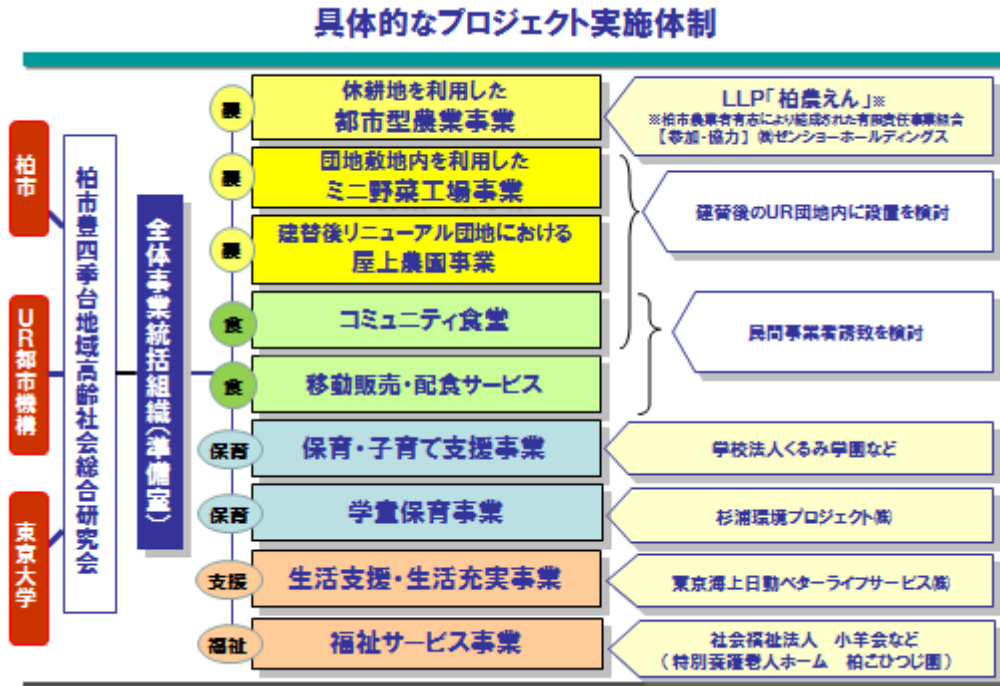 具体的なプロジェクト実施体制
柏市
UR都市機構
東京大学
柏市豊四季台地域高齢社会総合研究会
全体事業統括組織(準備室)
農
休耕地を利用した
都市型農業事業
LLP「柏農えん」※
※柏市農業者有志により結成された有限責任事業組合
【参加・協力】 ㈱ゼンショーホールディングス
農
団地敷地内を利用した
ミニ野菜工場事業
建替後のUR団地内に設置を検討
農
建替後リニューアル団地における
屋上農園事業
食
コミュニティ食堂
民間事業者誘致を検討
食
移動販売・配食サービス
保育
保育・子育て支援事業
学校法人くるみ学園など
保育
学童保育事業
杉浦環境プロジェクト㈱
支援
生活支援・生活充実事業
東京海上日動ベターライフサービス㈱
福祉
福祉サービス事業
社会福祉法人 小羊会など
(特別養護老人ホーム 柏こひつじ園)